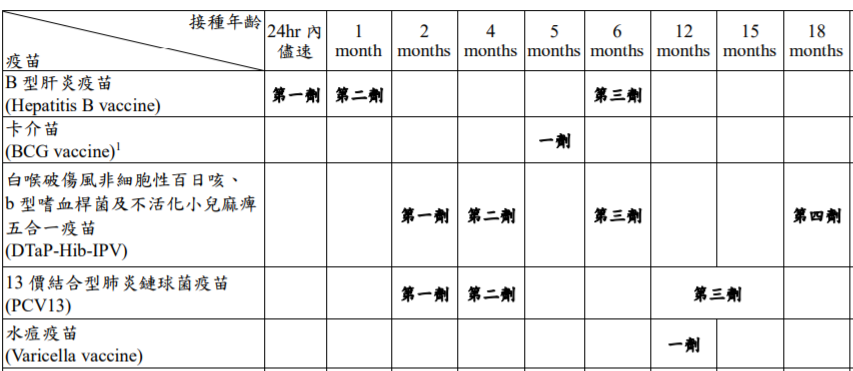 接種年齡
疫苗
24hr 內
儘速
1
month
2
months
4
months
5
months
6
months
12
months
15
months
18
months
B 型肝炎疫苗
(Hepatitis B vaccine)
第一劑
第二劑
第三劑
卡介苗
(BCG vaccine)1
一劑
白喉破傷風非細胞性百日咳、
b 型嗜血桿菌及不活化小兒麻痺
五合一疫苗
(DTaP-Hib-IPV)
第一劑
第二劑
第三劑
第四劑
13 價結合型肺炎鏈球菌疫苗
(PCV13)
第一劑
第二劑
第三劑
水痘疫苗
(Varicella vaccine)
一劑